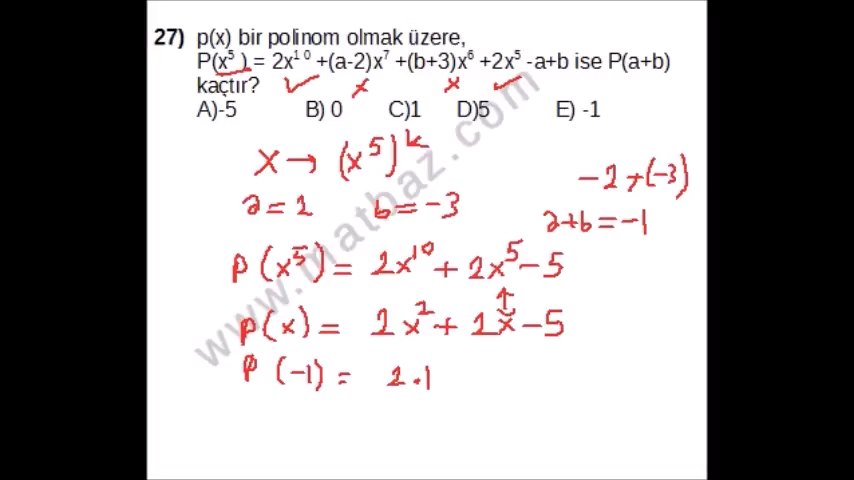 27) p(x) bir polinom olmak üzere,
P(x⁵ ) = 2x¹⁰ +(a-2)x⁷ +(b+3)x⁶ +2x⁵ -a+b ise P(a+b)
kaçtır?
A)-5 B) 0 C)1 D)5 E) -1
x → (x⁵)ᵏ
-2+(-3)
a = 2 b = -3
a+b = -1
P(x⁵) = 2x¹⁰ + 2x⁵ - 5
P(x) = 2x² + 2x - 5
P(-1) = 2.1
www.matbaz.com